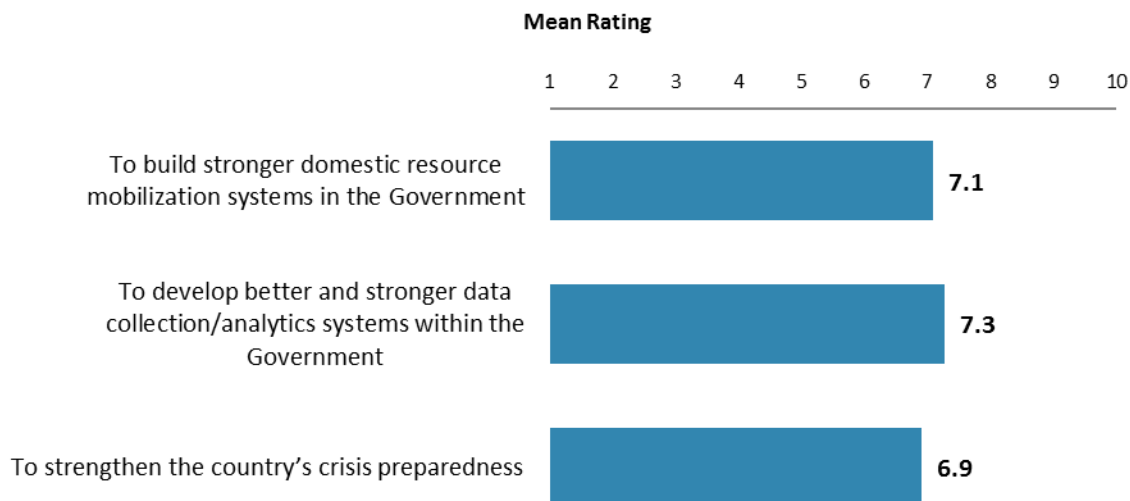 Mean Rating
1 2 3 4 5 6 7 8 9 10
To build stronger domestic resource
mobilization systems in the Government
7.1
To develop better and stronger data
collection/analytics systems within the
Government
7.3
To strengthen the country’s crisis preparedness
6.9